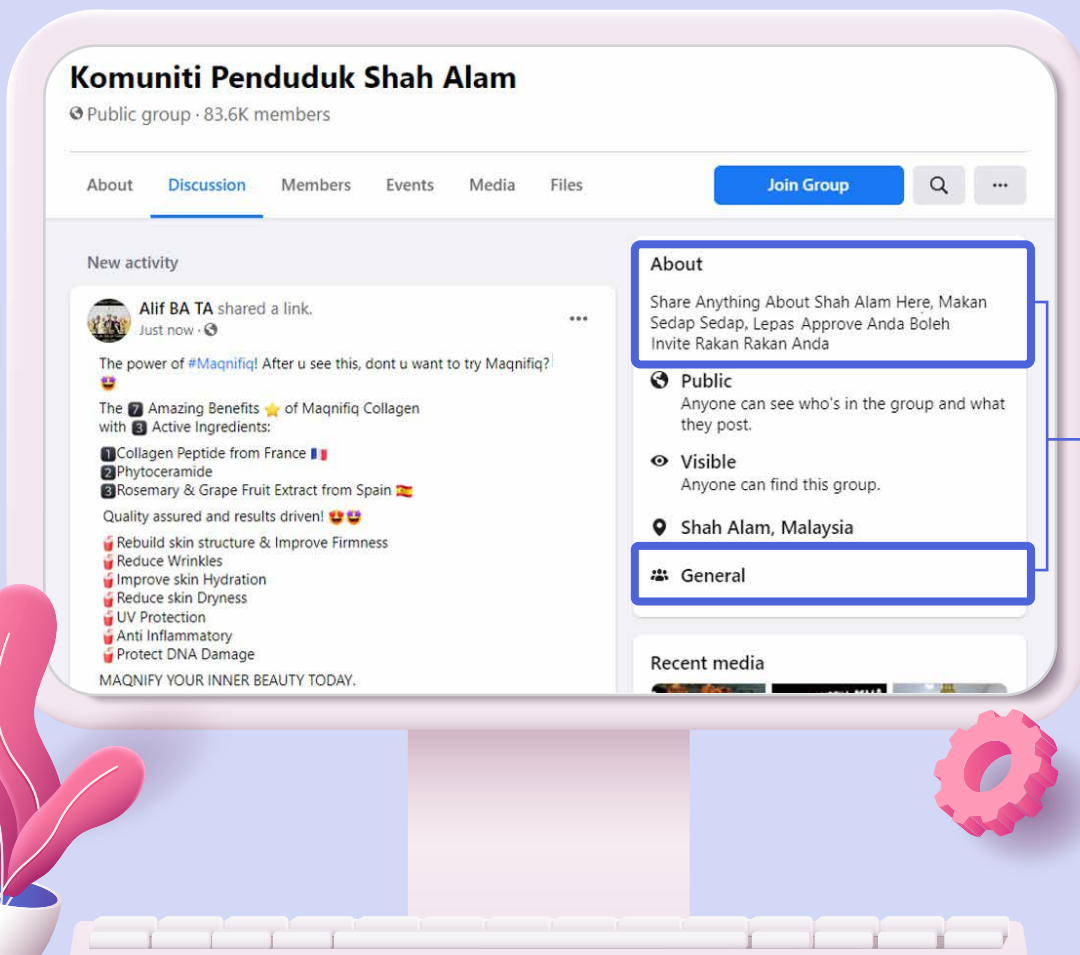 Komuniti Penduduk Shah Alam
Public group · 83.6K members
About Discussion Members Events Media Files Join Group
New activity
Alif BA TA shared a link.
Just now ·
The power of #Maqnifiq! After u see this, dont u want to try Maqnifiq?
The 7 Amazing Benefits of Maqnifiq Collagen
with 3 Active Ingredients:
1 Collagen Peptide from France
2 Phytoceramide
3 Rosemary & Grape Fruit Extract from Spain
Quality assured and results driven!
Rebuild skin structure & Improve Firmness
Reduce Wrinkles
Improve skin Hydration
Reduce skin Dryness
UV Protection
Anti Inflammatory
Protect DNA Damage
MAQNIFY YOUR INNER BEAUTY TODAY.
About
Share Anything About Shah Alam Here, Makan
Sedap Sedap, Lepas Approve Anda Boleh
Invite Rakan Rakan Anda
Public
Anyone can see who's in the group and what
they post.
Visible
Anyone can find this group.
Shah Alam, Malaysia
General
Recent media